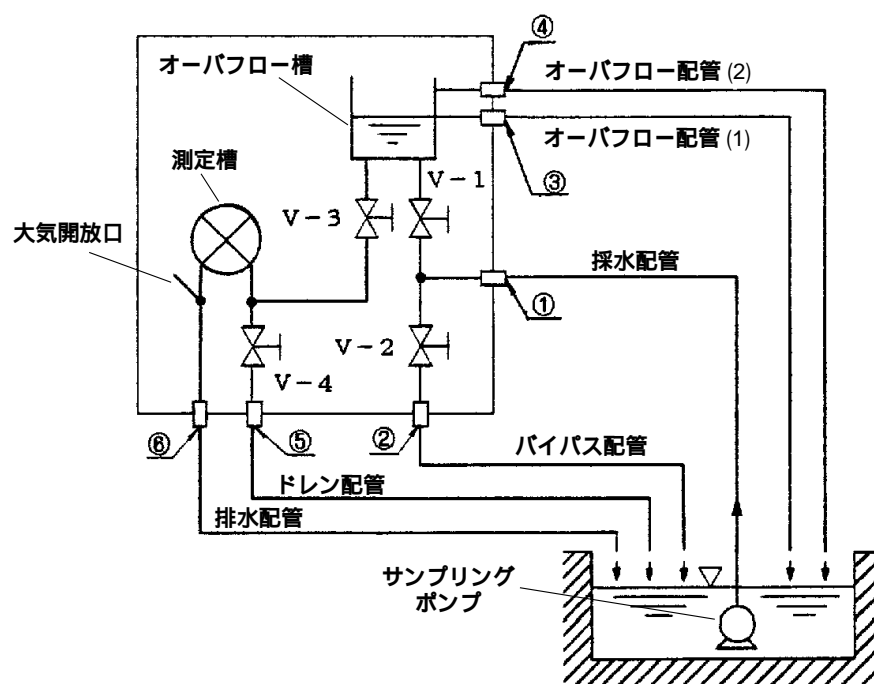 ④
オーバフロー槽
オーバフロー配管 (2)
オーバフロー配管 (1)
測定槽
V-1
③
V-3
大気開放口
採水配管
①
V-2
V-4
⑥
⑤
②
バイパス配管
ドレン配管
排水配管
サンプリング
ポンプ